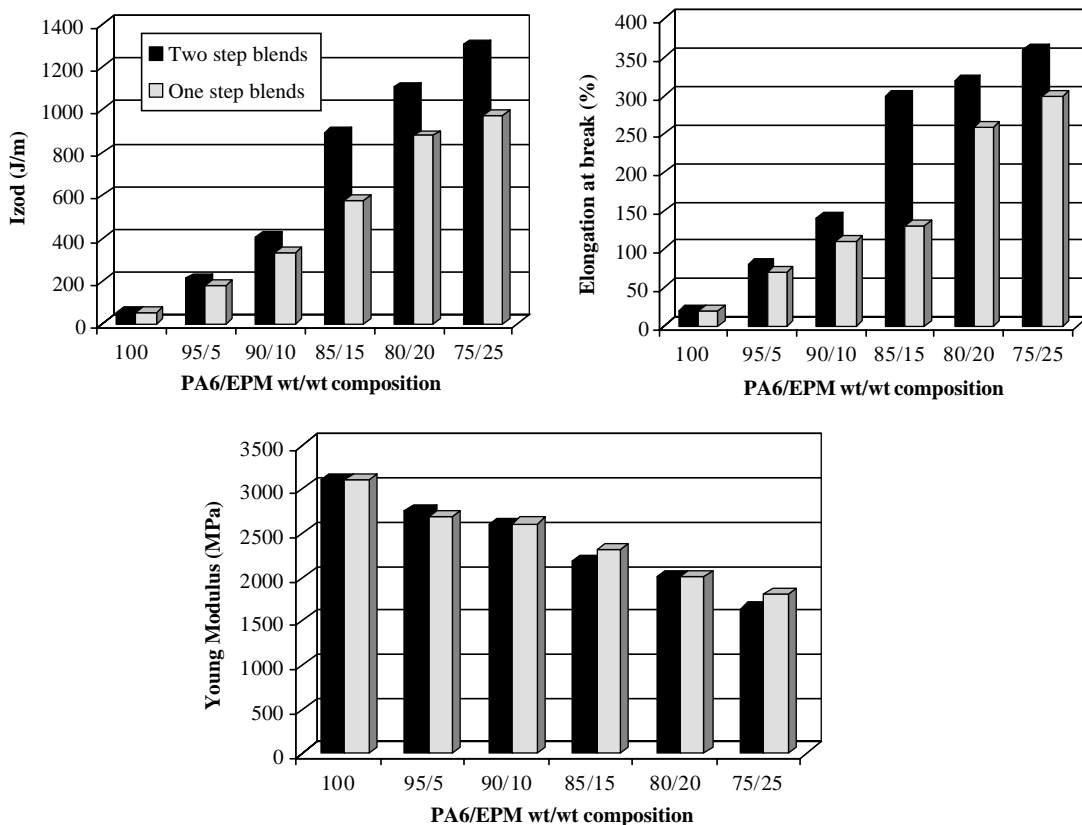 1400
1200
1000
800
600
400
200
0
Izod (J/m)
Two step blends
One step blends
100 95/5 90/10 85/15 80/20 75/25
PA6/EPM wt/wt composition
400
350
300
250
200
150
100
50
0
Elongation at break (%)
100 95/5 90/10 85/15 80/20 75/25
PA6/EPM wt/wt composition
3500
3000
2500
2000
1500
1000
500
0
Young Modulus (MPa)
100 95/5 90/10 85/15 80/20 75/25
PA6/EPM wt/wt composition